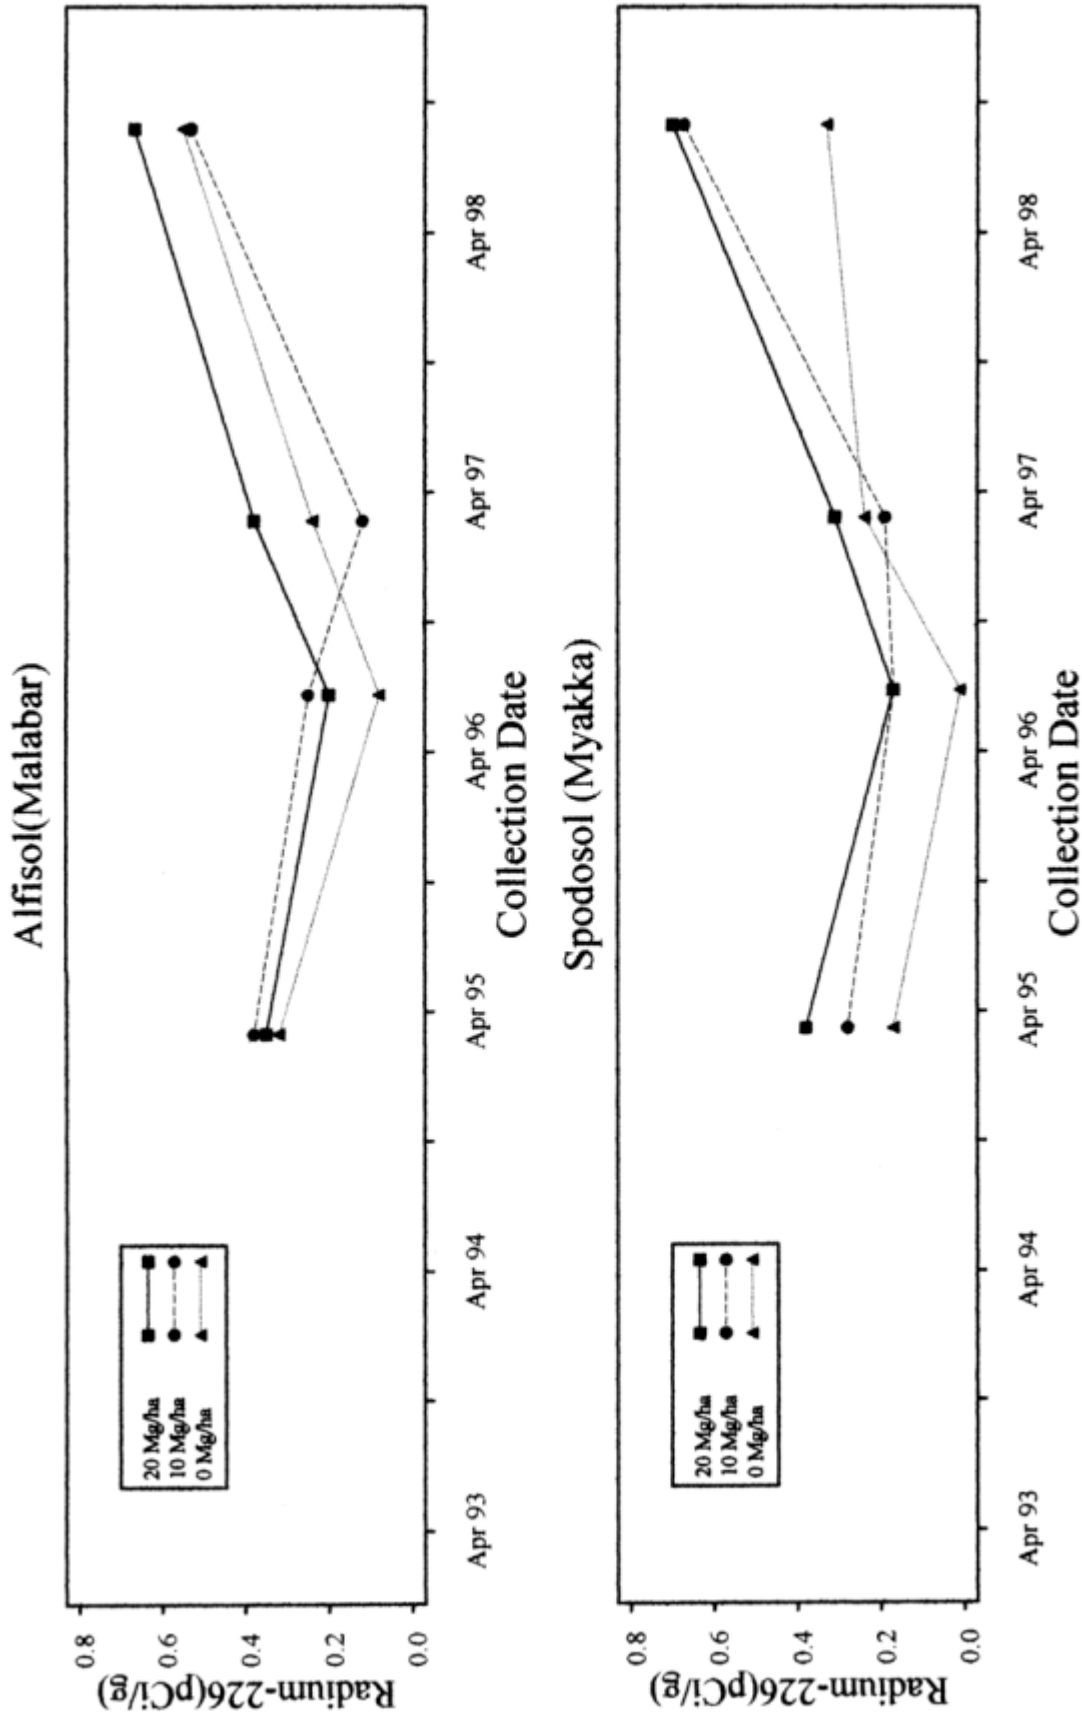 Alfisol(Malabar)
Radium-226(pCi/g)
0.8
0.6
0.4
0.2
0.0
20 Mg/ha
10 Mg/ha
0 Mg/ha
Apr 93
Apr 94
Apr 95
Apr 96
Apr 97
Apr 98
Collection Date
Spodosol (Myakka)
Radium-226(pCi/g)
0.8
0.6
0.4
0.2
0.0
20 Mg/ha
10 Mg/ha
0 Mg/ha
Apr 93
Apr 94
Apr 95
Apr 96
Apr 97
Apr 98
Collection Date